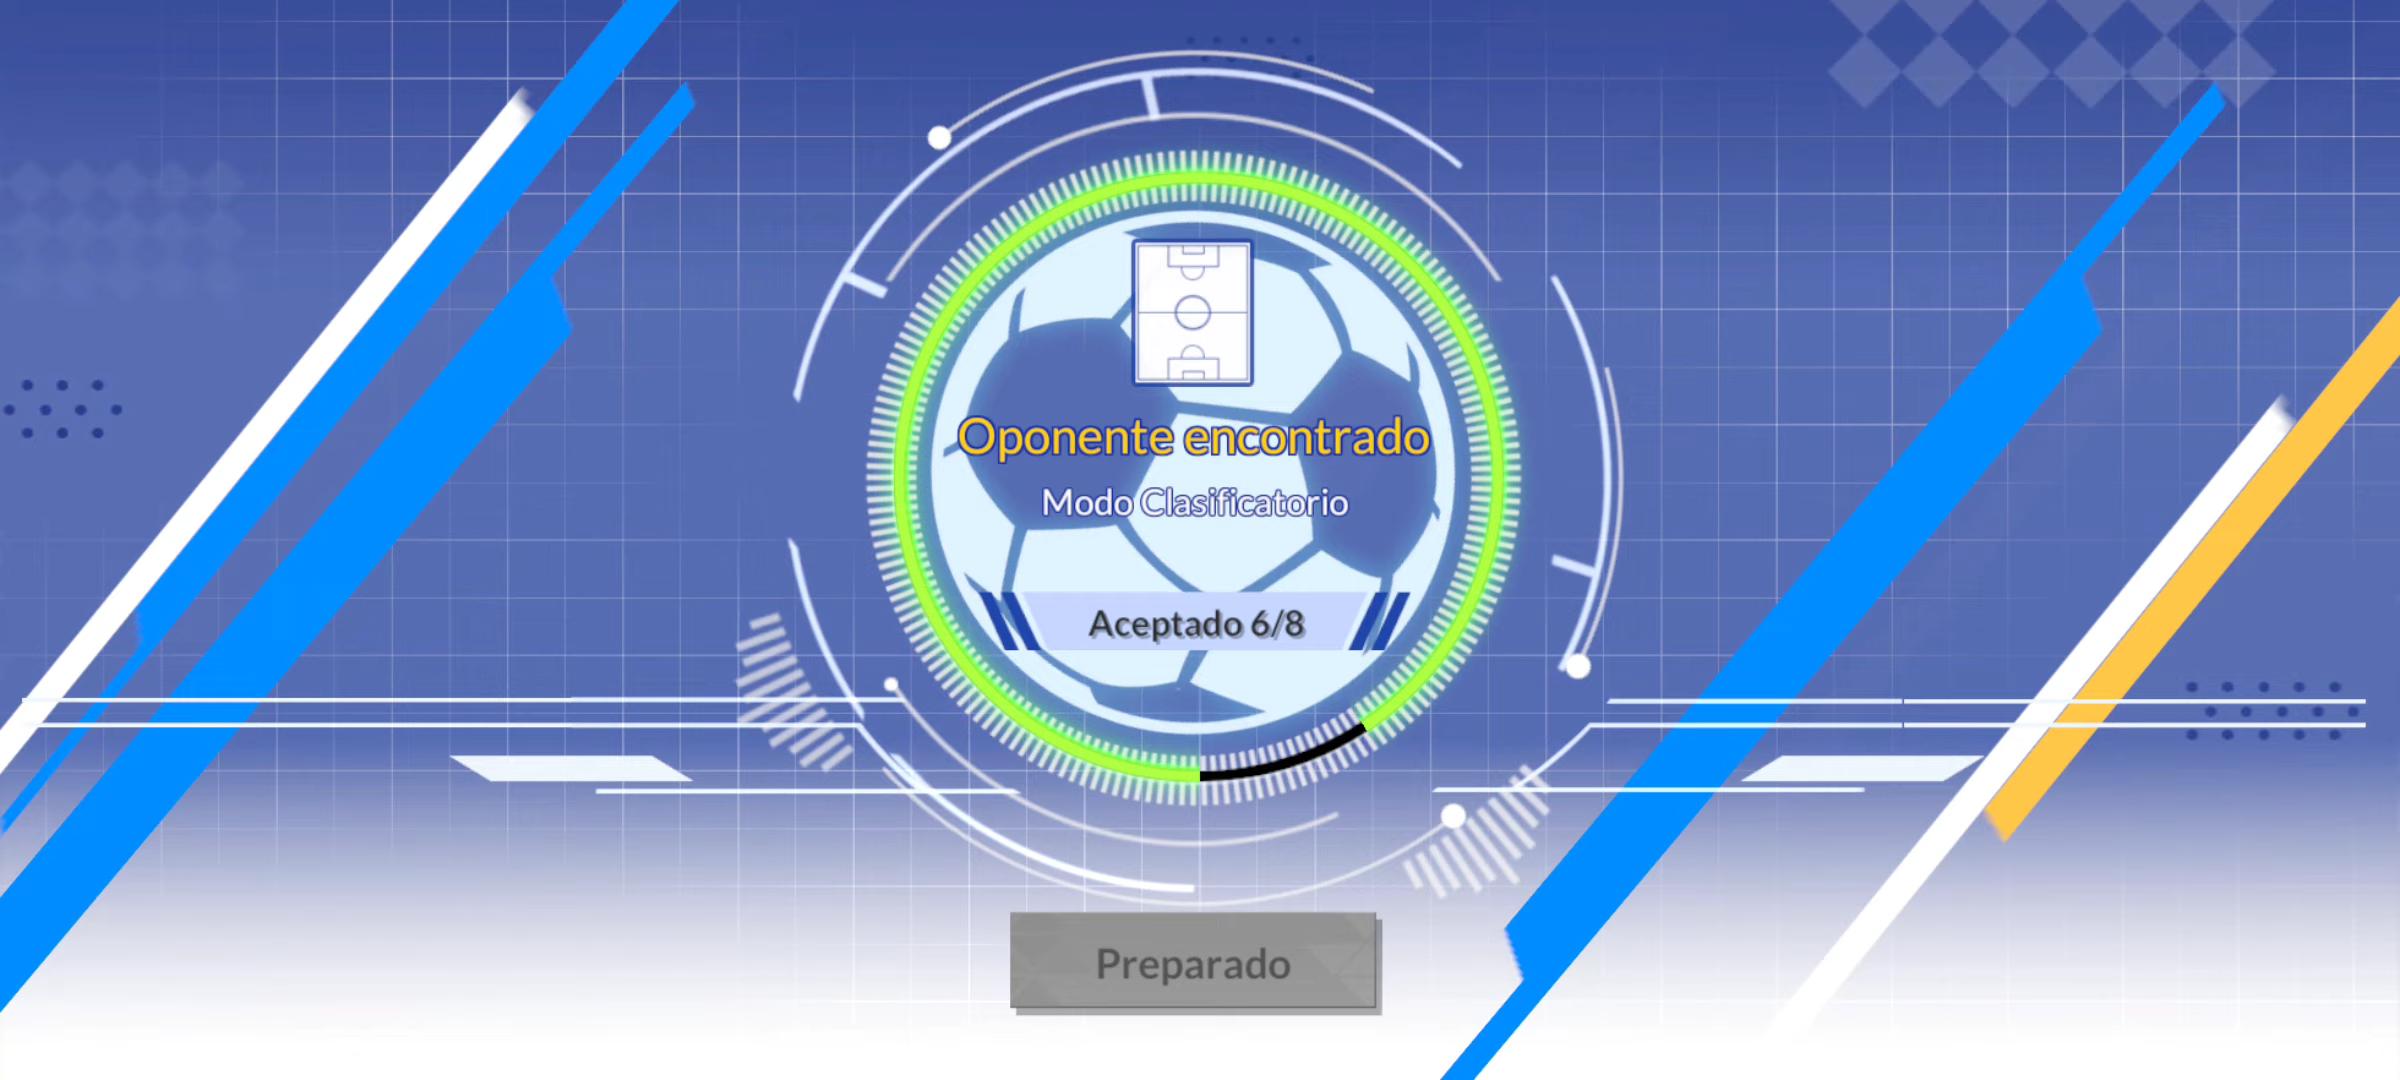 Oponente encontrado
Modo Clasificatorio
Aceptado 6/8
Preparado